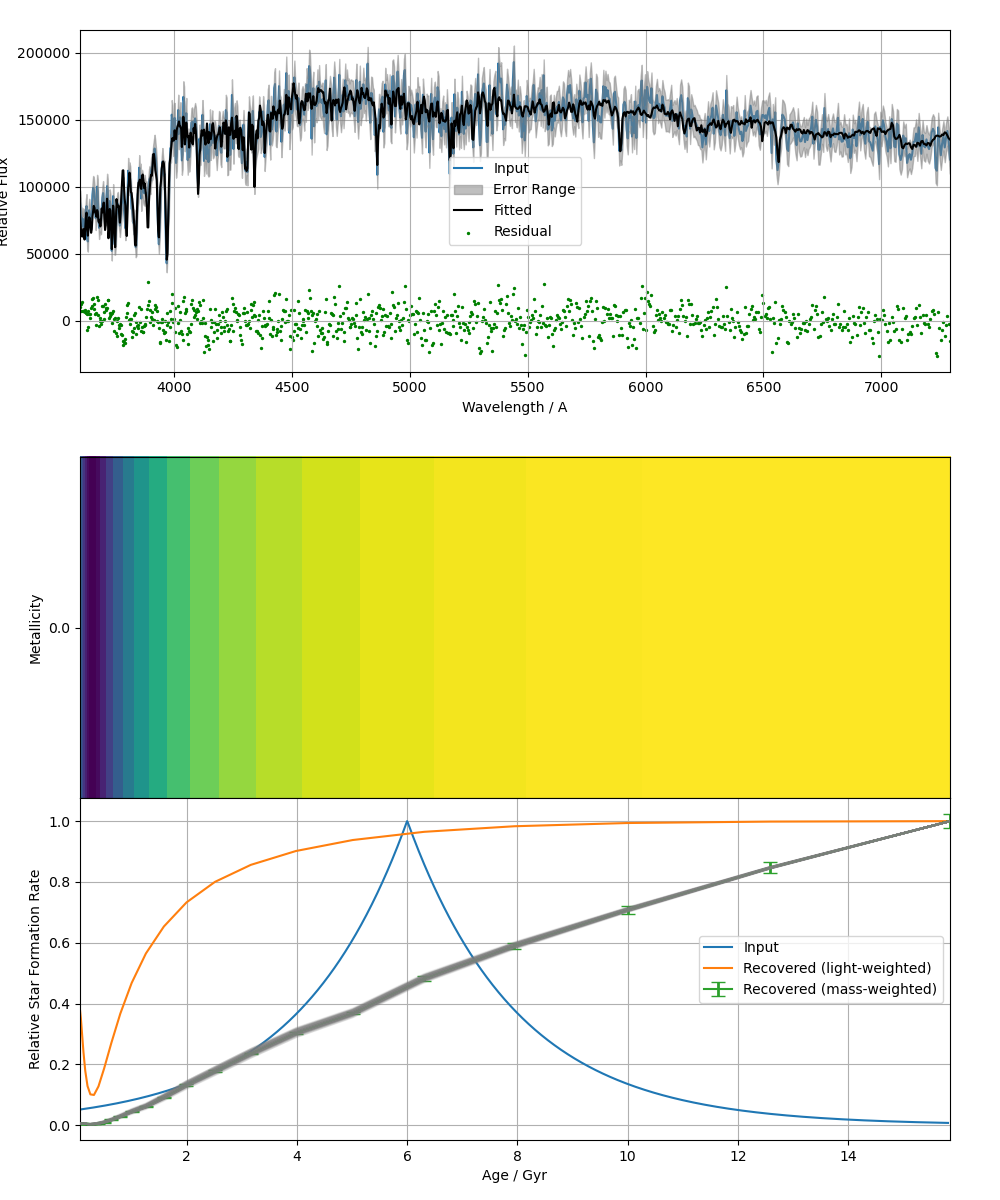 200000
150000
100000
50000
0
Relative Flux
Input
Error Range
Fitted
Residual
4000 4500 5000 5500 6000 6500 7000
Wavelength / A
Metallicity
0.0
1.0
0.8
0.6
0.4
0.2
0.0
Relative Star Formation Rate
Input
Recovered (light-weighted)
Recovered (mass-weighted)
2 4 6 8 10 12 14
Age / Gyr